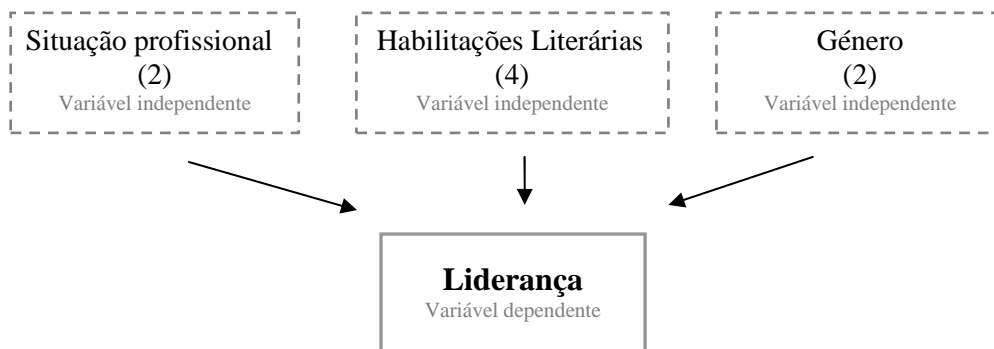 Situação profissional
(2)
Variável independente
Habilitações Literárias
(4)
Variável independente
Género
(2)
Variável independente
Liderança
Variável dependente